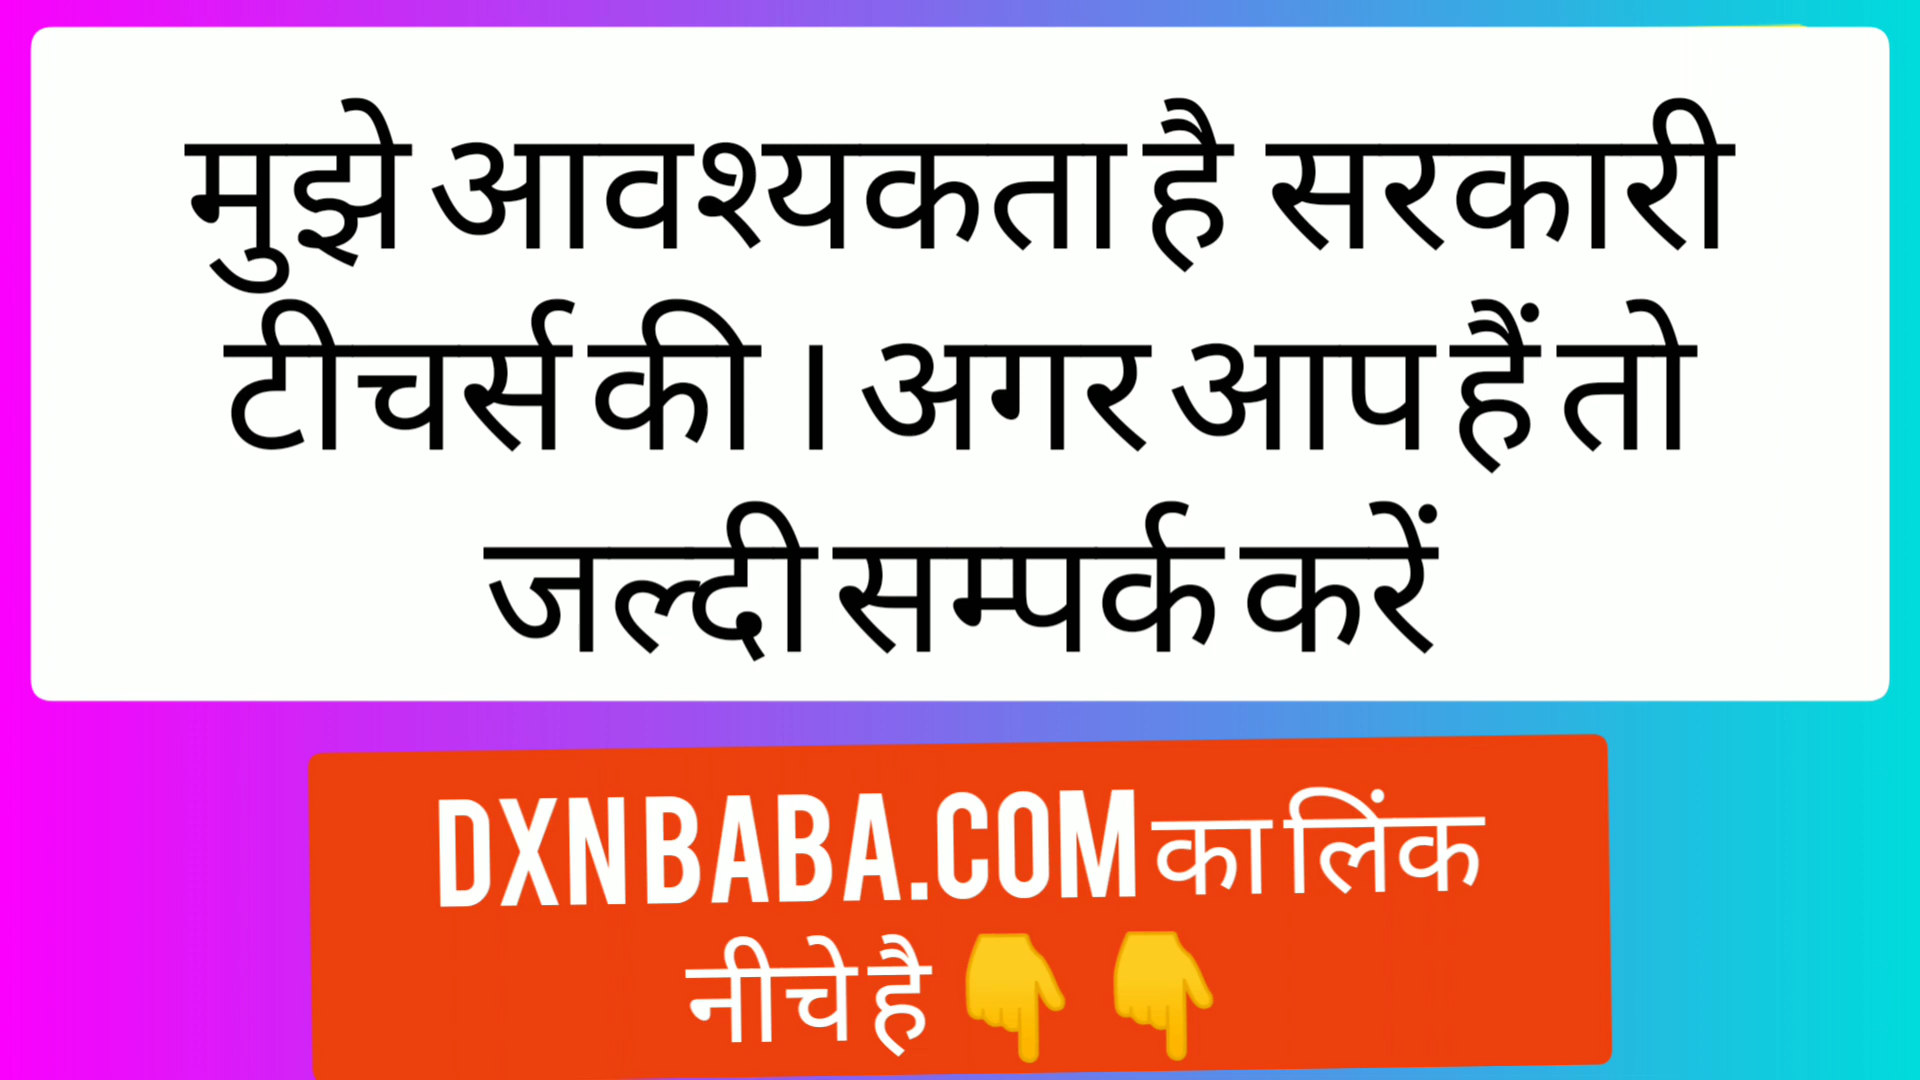 मुझे आवश्यकता है सरकारी
टीचर्स की । अगर आप हैं तो
जल्दी सम्पर्क करें
DXNBABA.COM का लिंक
नीचे है 👇 👇